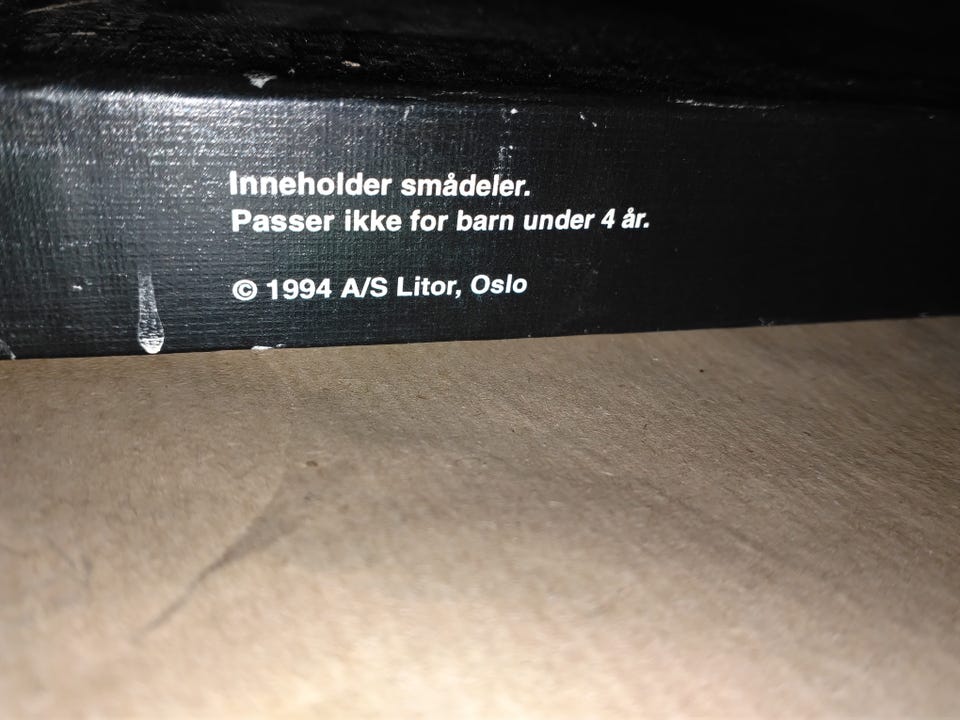 Inneholder smådeler.
Passer ikke for barn under 4 år.
© 1994 A/S Litor, Oslo